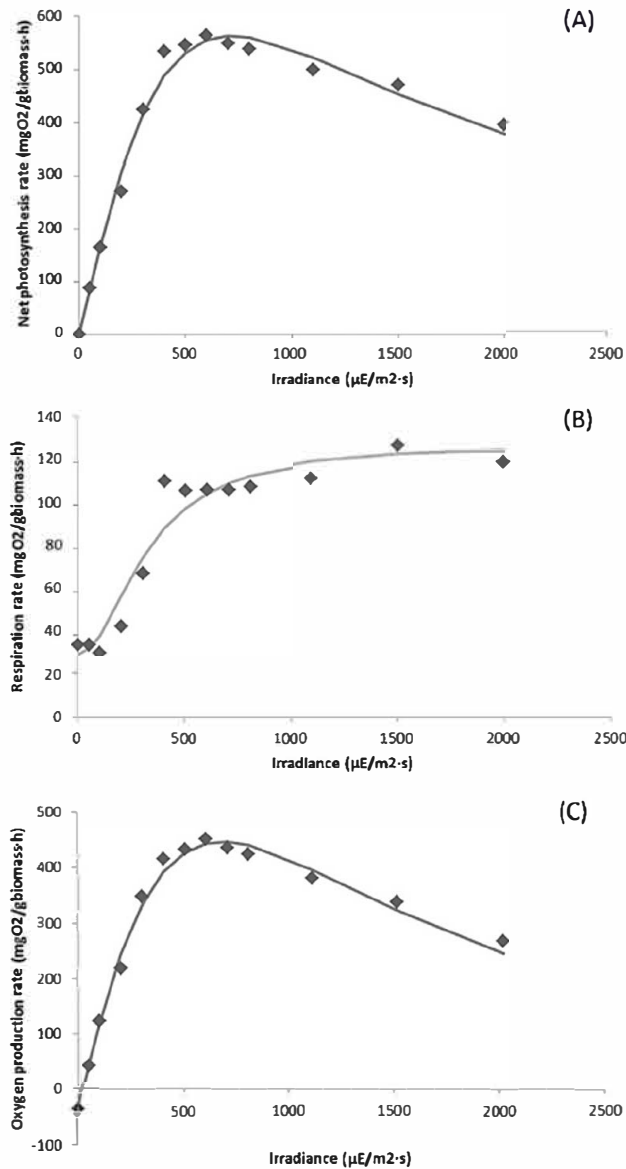 (A)
Net photosynthesis rate (mgO2/gbiomass·h)
600
500
400
300
200
100
0
0 500 1000 1500 2000 2500
Irradiance (µE/m2·s)
(B)
Respiration rate (mgO2/gbiomass·h)
140
120
100
80
60
40
20
0
0 500 1000 1500 2000 2500
Irradiance (µE/m2·s)
(C)
Oxygen production rate (mgO2/gbiomass·h)
500
400
300
200
100
0
-100
0 500 1000 1500 2000 2500
Irradiance (µE/m2·s)